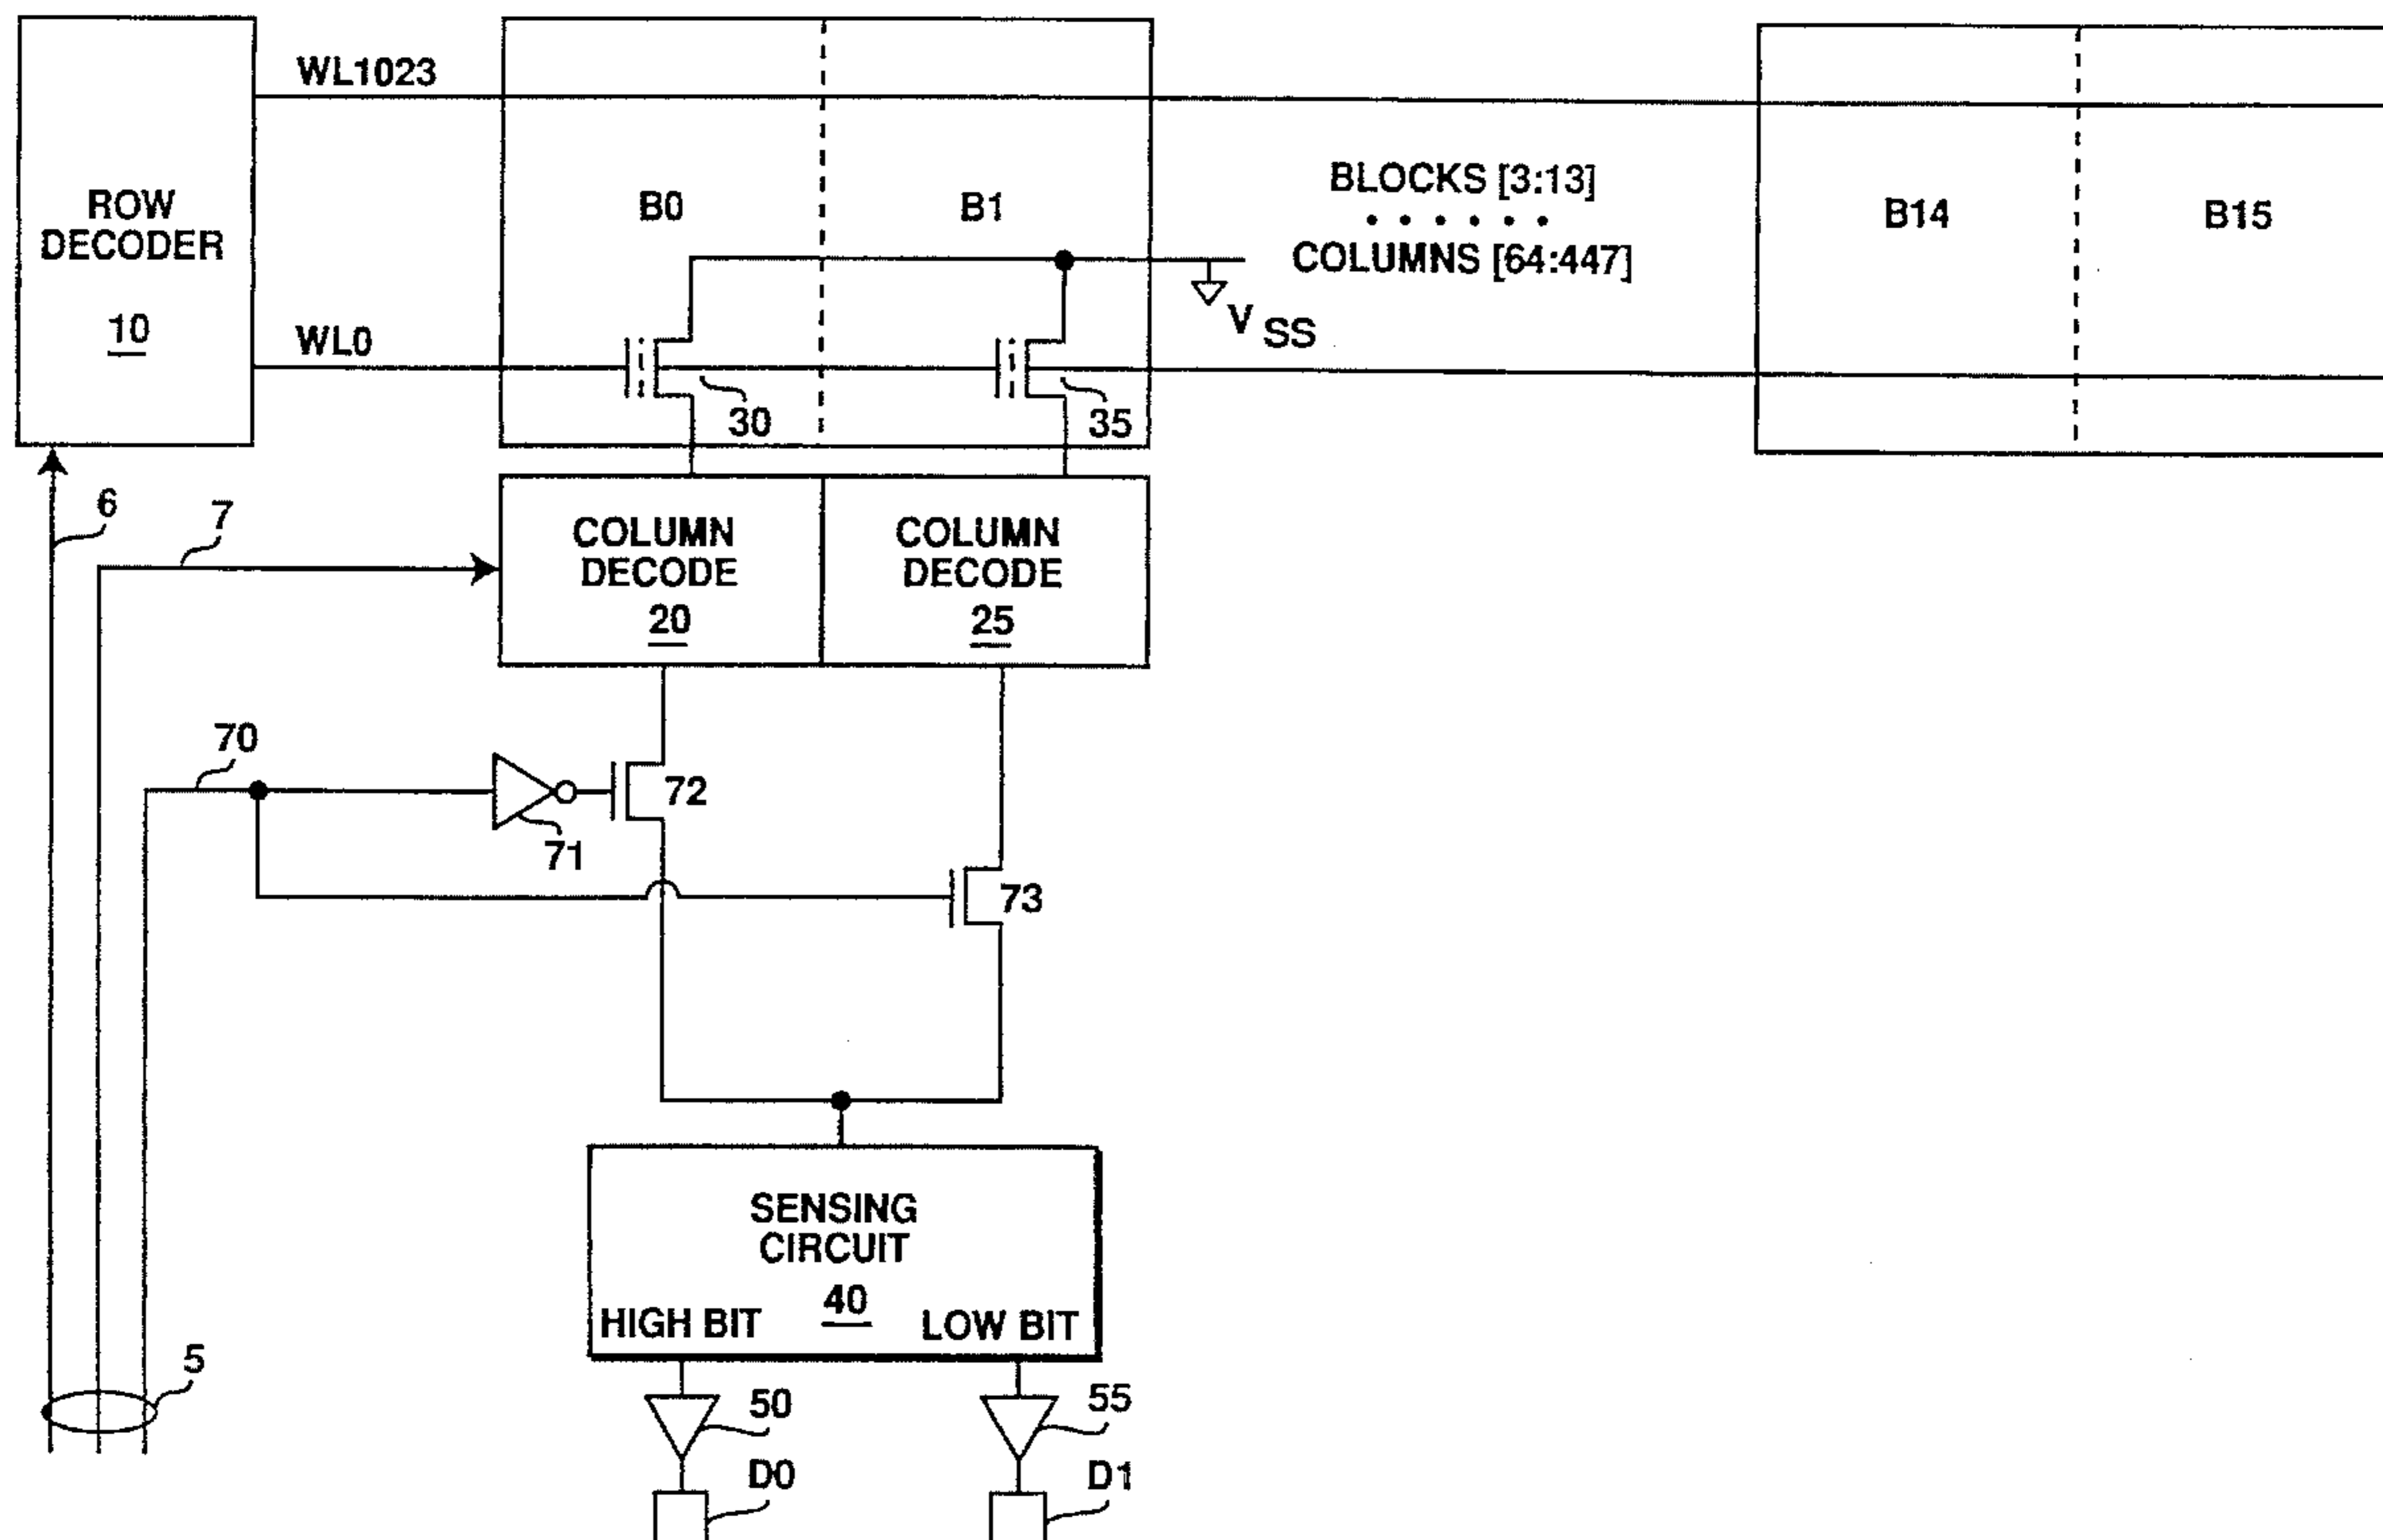 WL1023
ROW
DECODER
10
WL0
B0
B1
BLOCKS [3:13]
COLUMNS [64:447]
B14
B15
V SS
30
35
6
7
COLUMN
DECODE
20
COLUMN
DECODE
25
70
71
72
73
SENSING
CIRCUIT
40
HIGH BIT
LOW BIT
5
50
55
D0
D1